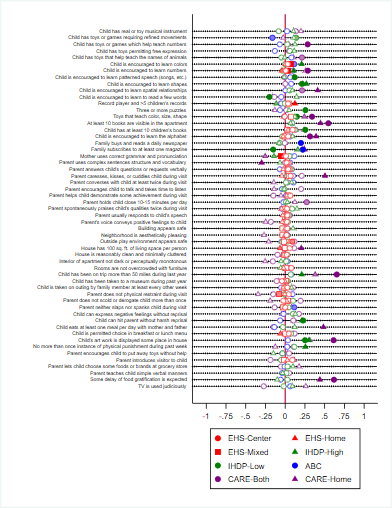 Child has real or toy musical instrument
Child has toys or games requiring refined movements
Child has toys or games which help teach numbers
Child has toys permitting free expression
Child has toys that help teach the names of animals
Child is encouraged to learn colors
Child is encouraged to learn numbers
Child is encouraged to learn patterned speech (songs, etc.)
Child is encouraged to learn shapes
Child is encouraged to learn spatial relationships
Child is encouraged to learn to read a few words
Record player and >5 children's records
Three or more puzzles
Toys that teach color, size, shape
At least 10 books are visible in the apartment
Child has at least 10 children's books
Child is encouraged to learn the alphabet
Family buys and reads a daily newspaper
Family subscribes to at least one magazine
Mother uses correct grammar and pronunciation
Parent uses complex sentences structure and vocabulary
Parent answers child's questions or requests verbally
Parent caresses, kisses, or cuddles child during visit
Parent converses with child at least twice during visit
Parent encourages child to talk and takes time to listen
Parent helps child demonstrate some achievement during visit
Parent spontaneously praises child's qualities twice during visit
Parent holds child close 10-15 minutes per day
Parent usually responds to child's speech
Parent's voice conveys positive feelings to child
Building appears safe
Neighborhood is aesthetically pleasing
Outside play environment appears safe
House has 100 sq. ft. of living space per person
House is reasonably clean and minimally cluttered
Interior of apartment not dark or perceptually monotonous
Rooms are not overcrowded with furniture
Child has been on trip more than 50 miles during last year
Child has been taken to a museum during past year
Child is taken on outing by family member at least every other week
Parent does not physical restraint during visit
Parent does not scold or derogate child more than once
Parent neither slaps nor spanks child during visit
Child can express negative feelings without reprisal
Child can hit parent without harsh reprisal
Child eats at least one meal per day with mother and father
Child is permitted choice in breakfast or lunch menu
Child's art work is displayed some place in house
No more than once instance of physical punishment during past week
Parent encourages child to put away toys without help
Parent introduces visitor to child
Parent lets child choose some foods or brands at grocery store
Parent teaches child simple verbal manners
Some delay of food gratification is expected
TV is used judiciously
-1 -.75 -.5 -.25 0 .25 .5 .75 1
EHS-Center EHS-Home
EHS-Mixed IHDP-High
IHDP-Low ABC
CARE-Both CARE-Home